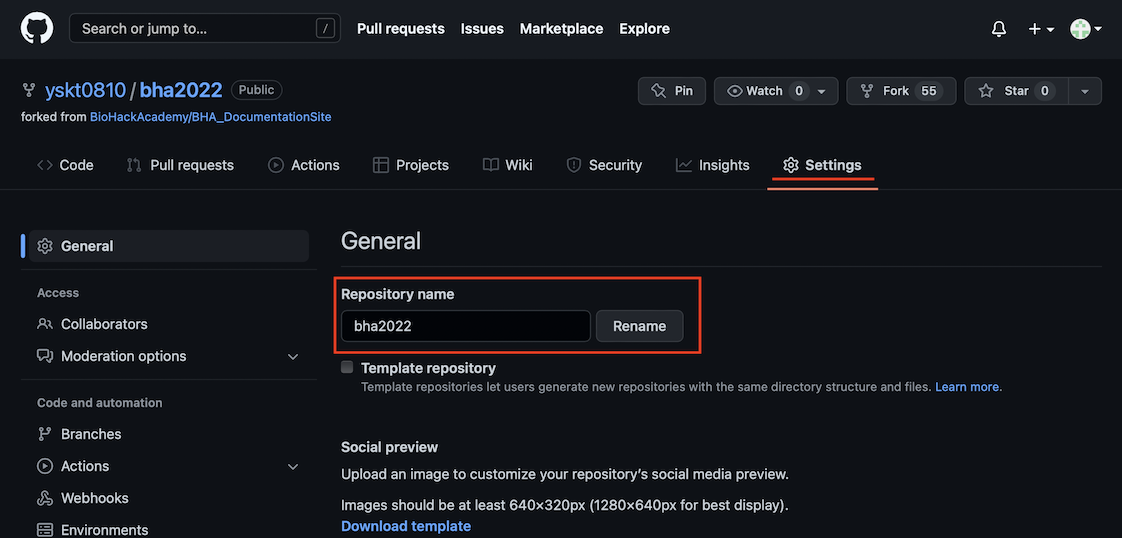 Search or jump to... /
Pull requests Issues Marketplace Explore
yskt0810/bha2022 Public
Pin Watch 0 Fork 55 Star 0
forked from BioHackAcademy/BHA_DocumentationSite
Code Pull requests Actions Projects Wiki Security Insights Settings
General
Access
Collaborators
Moderation options
Code and automation
Branches
Actions
Webhooks
Environments
General
Repository name
bha2022 Rename
Template repository
Template repositories let users generate new repositories with the same directory structure and files. Learn more.
Social preview
Upload an image to customize your repository’s social media preview.
Images should be at least 640×320px (1280×640px for best display).
Download template